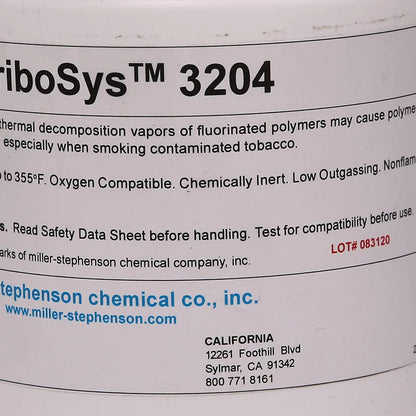 riboSys™ 3204
thermal decomposition vapors of fluorinated polymers may cause polyme
especially when smoking contaminated tobacco.
o to 355°F. Oxygen Compatible. Chemically Inert. Low Outgassing. Nonflam
s. Read Safety Data Sheet before handling. Test for compatibility before use.
arks of miller-stephenson chemical company, inc.
LOT# 083120
tephenson chemical co., inc.
www.miller-stephenson.com
CALIFORNIA
12261 Foothill Blvd
Sylmar, CA 91342
800 771 8161
2